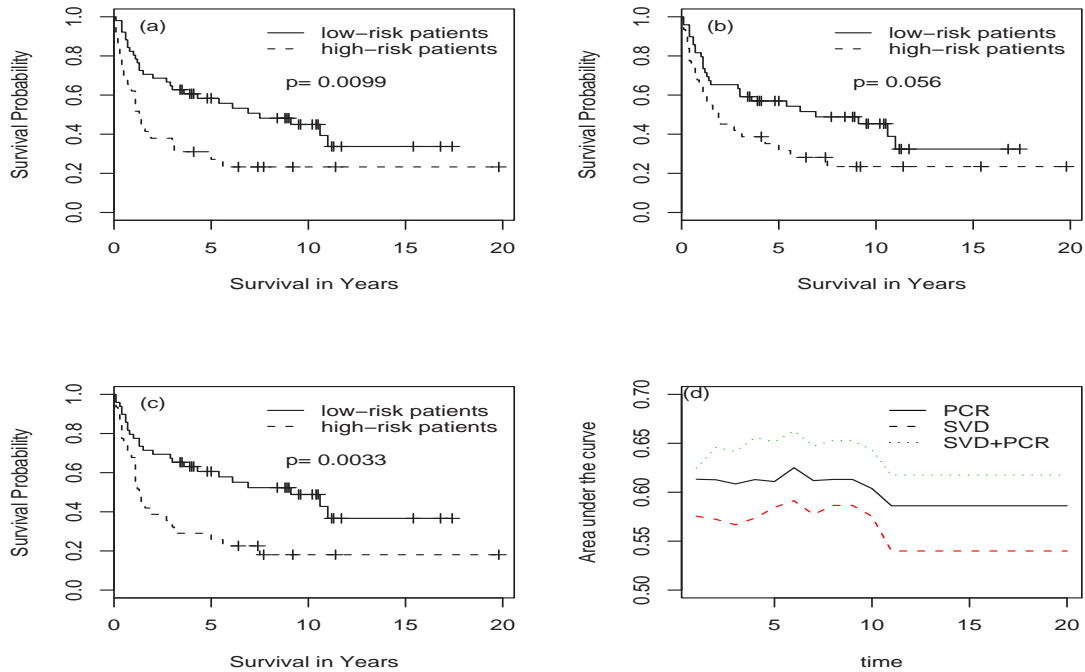 (a)
low-risk patients
high-risk patients
p= 0.0099
Survival Probability
0.0 0.2 0.4 0.6 0.8 1.0
0 5 10 15 20
Survival in Years
(b)
low-risk patients
high-risk patients
p= 0.056
Survival Probability
0.0 0.2 0.4 0.6 0.8 1.0
0 5 10 15 20
Survival in Years
(c)
low-risk patients
high-risk patients
p= 0.0033
Survival Probability
0.0 0.2 0.4 0.6 0.8 1.0
0 5 10 15 20
Survival in Years
(d)
PCR
SVD
SVD+PCR
Area under the curve
0.50 0.55 0.60 0.65 0.70
5 10 15 20
time